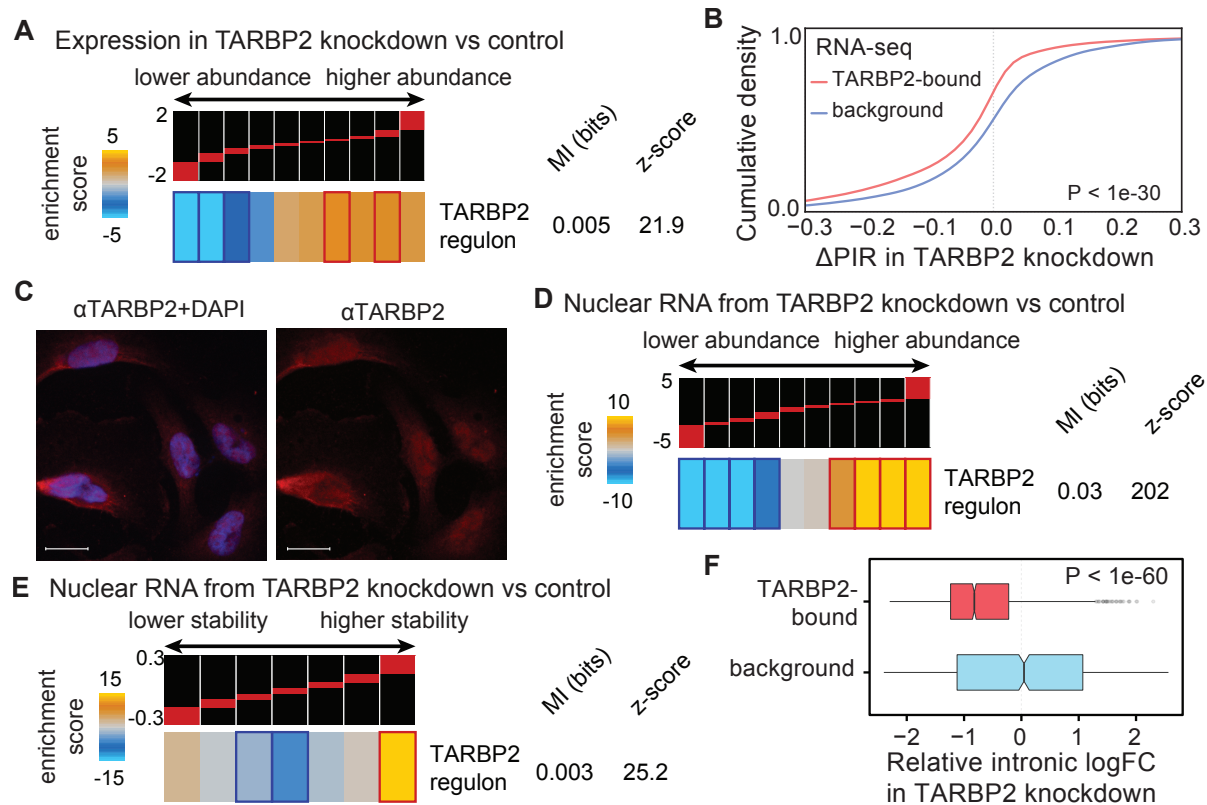 A Expression in TARBP2 knockdown vs control
lower abundance higher abundance
2
-2
enrichment
score
5
-5
MI (bits)
z-score
TARBP2
regulon
0.005
21.9
B
RNA-seq
TARBP2-bound
background
Cumulative density
1.0
0.0
P < 1e-30
−0.3 −0.2 −0.1 0.0 0.1 0.2 0.3
ΔPIR in TARBP2 knockdown
C
αTARBP2+DAPI
αTARBP2
D Nuclear RNA from TARBP2 knockdown vs control
lower abundance higher abundance
5
-5
enrichment
score
10
-10
MI (bits)
z-score
TARBP2
regulon
0.03
202
E Nuclear RNA from TARBP2 knockdown vs control
lower stability higher stability
0.3
-0.3
enrichment
score
15
-15
MI (bits)
z-score
TARBP2
regulon
0.003
25.2
F
TARBP2-
bound
background
P < 1e-60
−2 −1 0 1 2
Relative intronic logFC
in TARBP2 knockdown